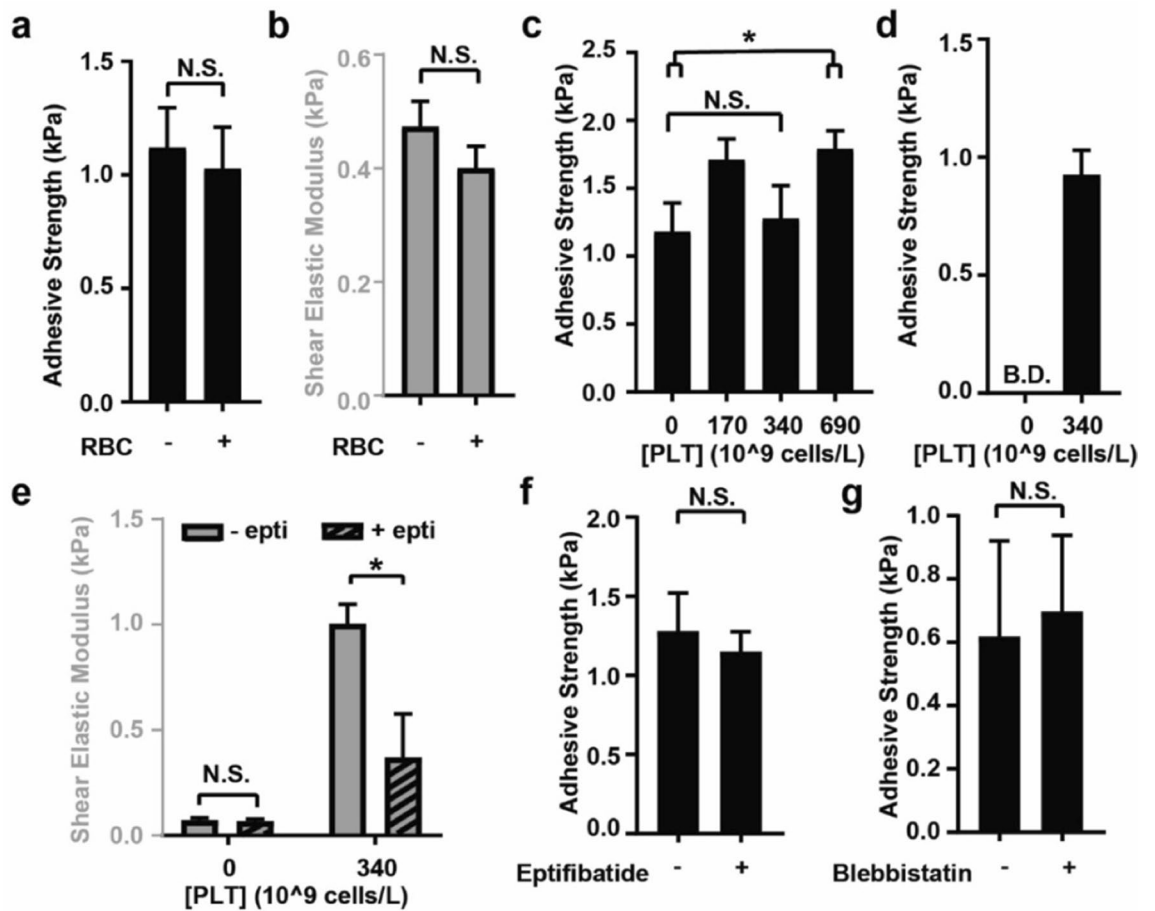 a
N.S.
Adhesive Strength (kPa)
1.5
1.0
0.5
0.0
RBC - +
b
N.S.
Shear Elastic Modulus (kPa)
0.6
0.4
0.2
0.0
RBC - +
c
*
N.S.
Adhesive Strength (kPa)
2.5
2.0
1.5
1.0
0.5
0.0
0 170 340 690
[PLT] (10^9 cells/L)
d
Adhesive Strength (kPa)
1.5
1.0
0.5
0.0
B.D.
0 340
[PLT] (10^9 cells/L)
e
- epti + epti
*
N.S.
Shear Elastic Modulus (kPa)
1.5
1.0
0.5
0.0
0 340
[PLT] (10^9 cells/L)
f
N.S.
Adhesive Strength (kPa)
2.0
1.5
1.0
0.5
0.0
Eptifibatide - +
g
N.S.
Adhesive Strength (kPa)
1.0
0.8
0.6
0.4
0.2
0.0
Blebbistatin - +